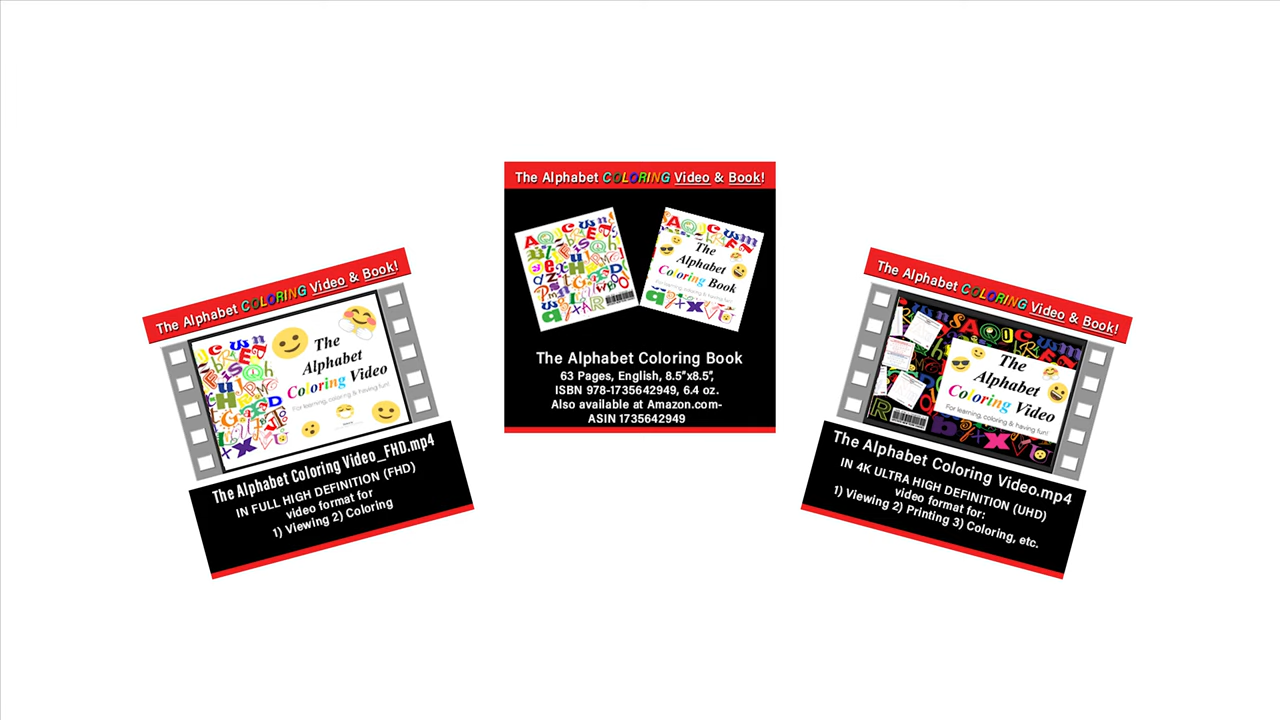 The Alphabet COLORING Video & Book!
The
Alphabet
Coloring Video
For learning, coloring & having fun!
The Alphabet Coloring Video_FHD.mp4
IN FULL HIGH DEFINITION (FHD)
video format for
1) Viewing 2) Coloring
The Alphabet COLORING Video & Book!
The
Alphabet
Coloring Book
For learning, coloring & having fun!
The Alphabet Coloring Book
63 Pages, English, 8.5"x8.5",
ISBN 978-1735642949, 6.4 oz.
Also available at Amazon.com-
ASIN 1735642949
The Alphabet COLORING Video & Book!
The
Alphabet
Coloring Video
For learning, coloring & having fun!
The Alphabet Coloring Video.mp4
IN 4K ULTRA HIGH DEFINITION (UHD)
video format for:
1) Viewing 2) Printing 3) Coloring, etc.